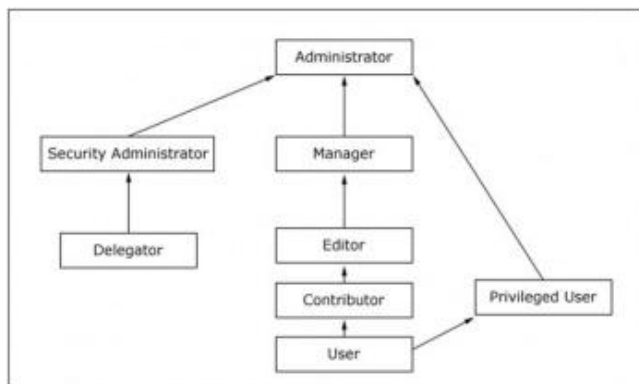 Administrator
Security Administrator
Manager
Delegator
Editor
Contributor
Privileged User
User